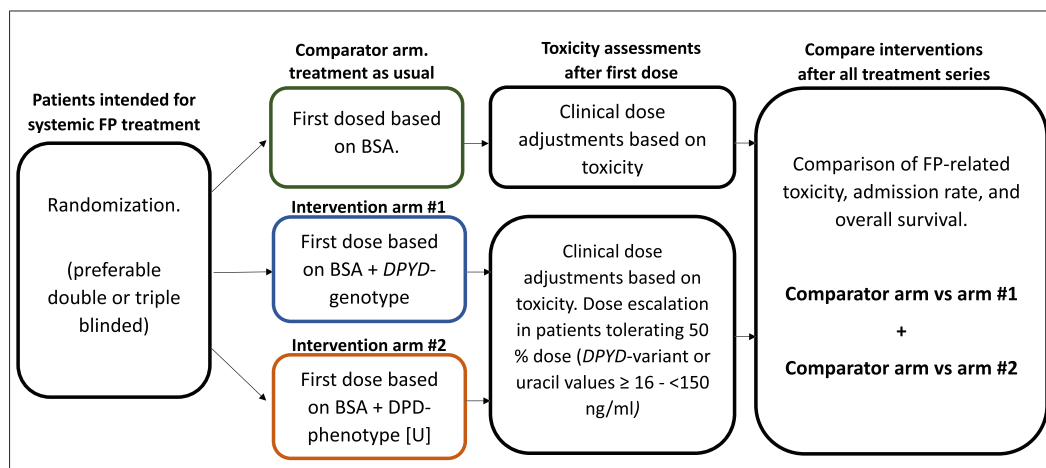 Patients intended for
systemic FP treatment
Randomization.
(preferable
double or triple
blinded)
Comparator arm.
treatment as usual
First dosed based
on BSA.
Intervention arm #1
First dose based
on BSA + DPYD-
genotype
Intervention arm #2
First dose based
on BSA + DPD-
phenotype [U]
Toxicity assessments
after first dose
Clinical dose
adjustments based on
toxicity
Clinical dose
adjustments based on
toxicity. Dose escalation
in patients tolerating 50
% dose (DPYD-variant or
uracil values ≥ 16 - <150
ng/ml)
Compare interventions
after all treatment series
Comparison of FP-related
toxicity, admission rate, and
overall survival.
Comparator arm vs arm #1
+
Comparator arm vs arm #2